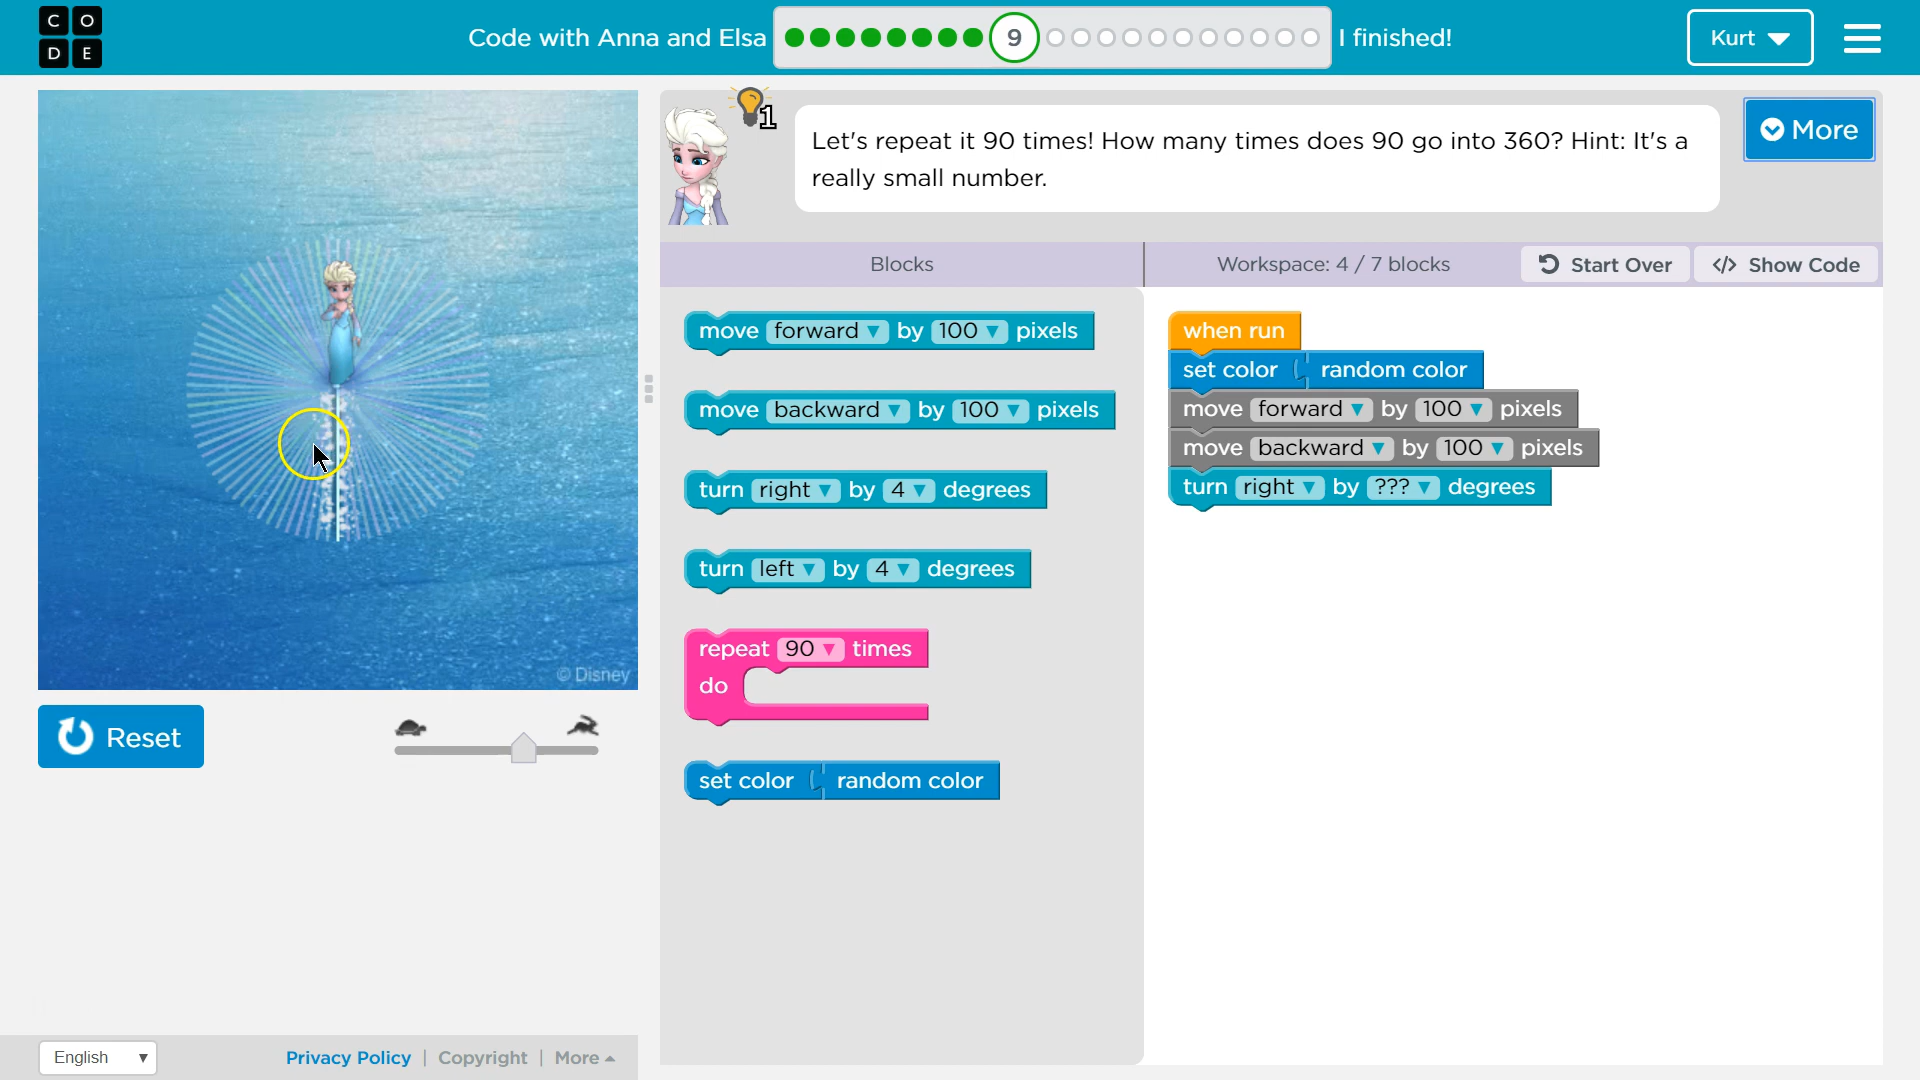 C O
D E
Code with Anna and Elsa
9
I finished!
Kurt
1
Let's repeat it 90 times! How many times does 90 go into 360? Hint: It's a
really small number.
More
Blocks
Workspace: 4 / 7 blocks
Start Over
</> Show Code
move forward ▼ by 100 ▼ pixels
move backward ▼ by 100 ▼ pixels
turn right ▼ by 4 ▼ degrees
turn left ▼ by 4 ▼ degrees
repeat 90 ▼ times
do
set color random color
when run
set color random color
move forward ▼ by 100 ▼ pixels
move backward ▼ by 100 ▼ pixels
turn right ▼ by ??? ▼ degrees
© Disney
Reset
English ▼
Privacy Policy | Copyright | More